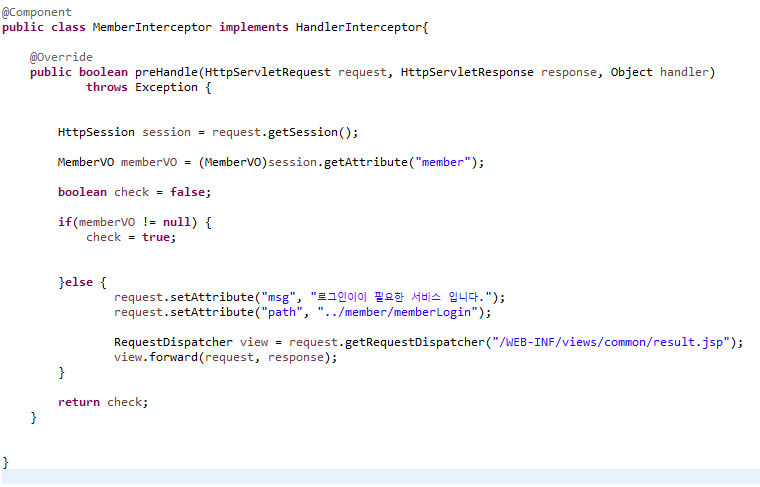 @Component
public class MemberInterceptor implements HandlerInterceptor{
@Override
public boolean preHandle(HttpServletRequest request, HttpServletResponse response, Object handler)
throws Exception {
HttpSession session = request.getSession();
MemberVO memberVO = (MemberVO)session.getAttribute("member");
boolean check = false;
if(memberVO != null) {
check = true;
}else {
request.setAttribute("msg", "로그인이이 필요한 서비스 입니다.");
request.setAttribute("path", "../member/memberLogin");
RequestDispatcher view = request.getRequestDispatcher("/WEB-INF/views/common/result.jsp");
view.forward(request, response);
}
return check;
}
}